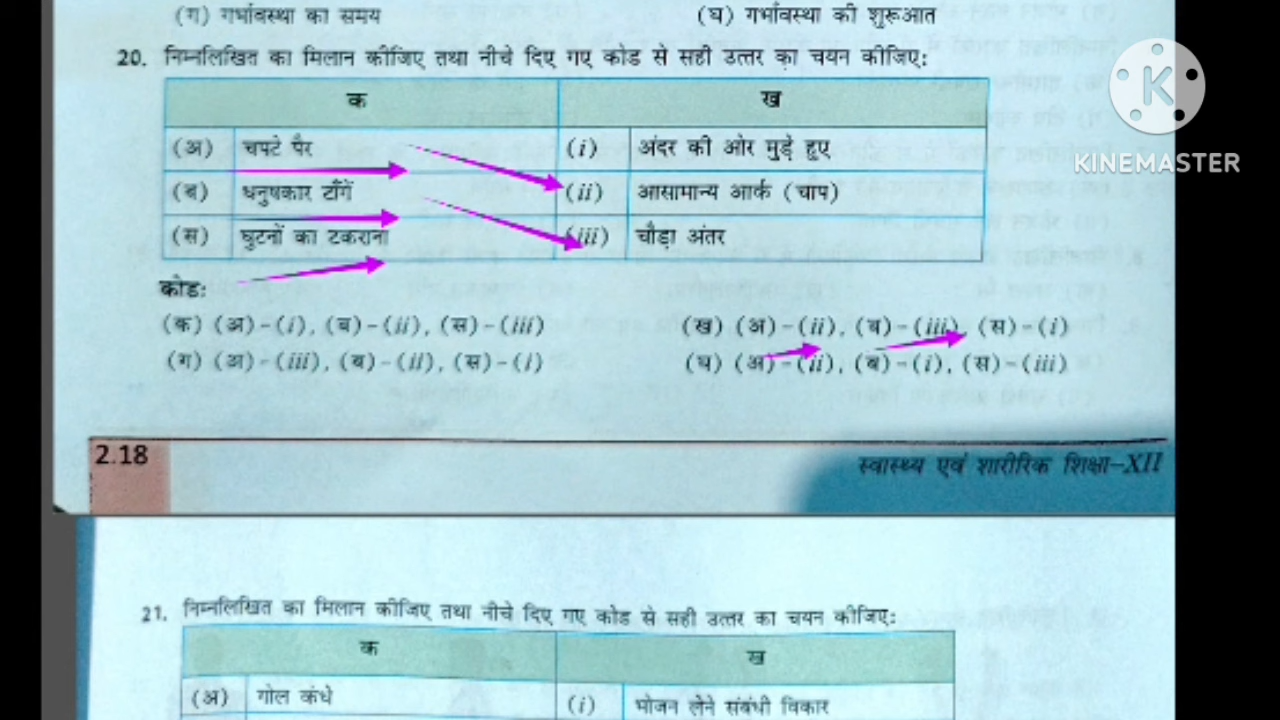 (ग) गर्भावस्था का समय (घ) गर्भावस्था की शुरूआत
20. निम्नलिखित का मिलान कीजिए तथा नीचे दिए गए कोड से सही उत्तर का चयन कीजिए:
क ख
(अ) चपटे पैर (i) अंदर की ओर मुड़े हुए
(ब) धनुषकार टाँगें (ii) आसामान्य आर्क (चाप)
(स) घुटनों का टकराना (iii) चौड़ा अंतर
कोड:
(क) (अ)-(i), (ब)-(ii), (स)-(iii) (ख) (अ)-(ii), (ब)-(iii), (स)-(i)
(ग) (अ)-(iii), (ब)-(ii), (स)-(i) (घ) (अ)-(ii), (ब)-(i), (स)-(iii)
2.18 स्वास्थ्य एवं शारीरिक शिक्षा-XII
21. निम्नलिखित का मिलान कीजिए तथा नीचे दिए गए कोड से सही उत्तर का चयन कीजिए:
क ख
(अ) गोल कंधे (i) भोजन लेने संबंधी विकार
K
KINEMASTER